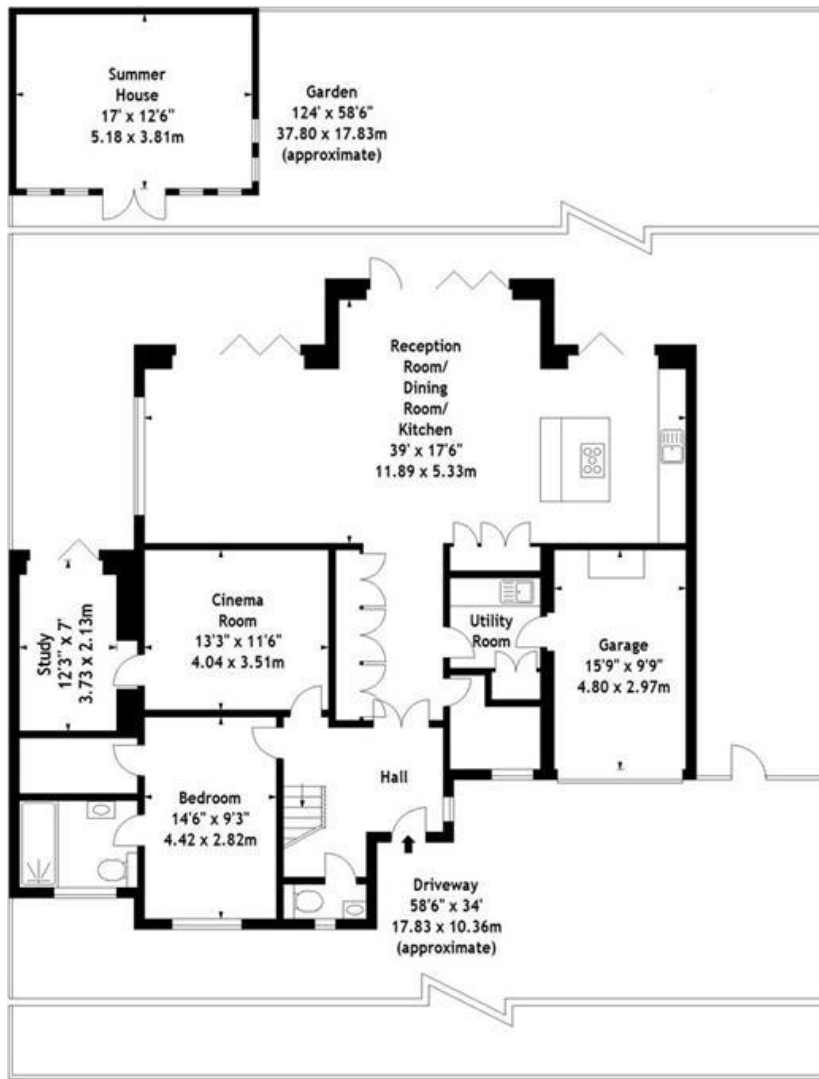 Summer
House
17' x 12'6"
5.18 x 3.81m
Garden
124' x 58'6"
37.80 x 17.83m
(approximate)
Reception
Room/
Dining
Room/
Kitchen
39' x 17'6"
11.89 x 5.33m
Study
12'3" x 7'
3.73 x 2.13m
Cinema
Room
13'3" x 11'6"
4.04 x 3.51m
Utility
Room
Garage
15'9" x 9'9"
4.80 x 2.97m
Hall
Bedroom
14'6" x 9'3"
4.42 x 2.82m
Driveway
58'6" x 34'
17.83 x 10.36m
(approximate)